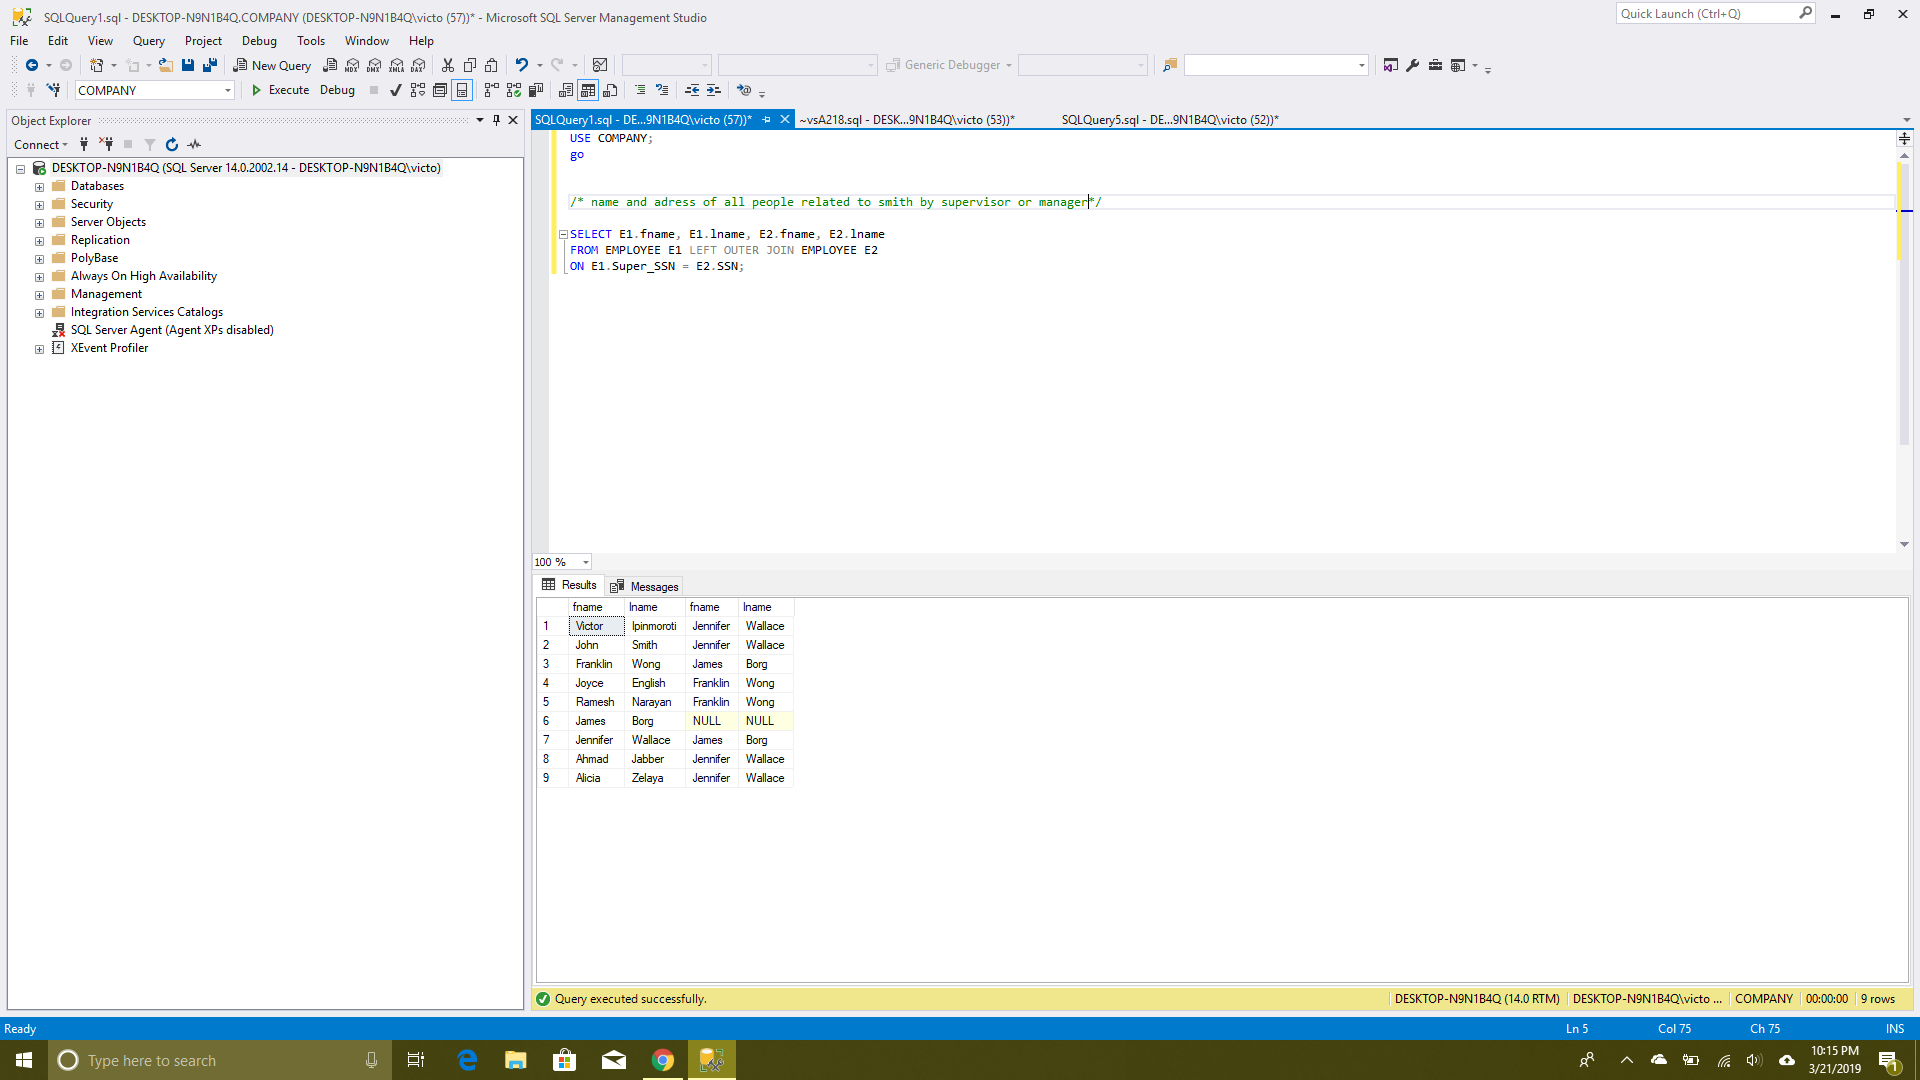 SQLQuery1.sql - DESKTOP-N9N1B4Q.COMPANY (DESKTOP-N9N1B4Q\victo (57))* - Microsoft SQL Server Management Studio
Quick Launch (Ctrl+Q)
File Edit View Query Project Debug Tools Window Help
New Query
MDX DMX XMLA DAX
Generic Debugger
COMPANY
Execute Debug
Object Explorer
Connect
DESKTOP-N9N1B4Q (SQL Server 14.0.2002.14 - DESKTOP-N9N1B4Q\victo)
Databases
Security
Server Objects
Replication
PolyBase
Always On High Availability
Management
Integration Services Catalogs
SQL Server Agent (Agent XPs disabled)
XEvent Profiler
SQLQuery1.sql - DE...9N1B4Q\victo (57))*
~vsA218.sql - DESK...9N1B4Q\victo (53))*
SQLQuery5.sql - DE...9N1B4Q\victo (52))*
USE COMPANY;
go
/* name and adress of all people related to smith by supervisor or manager*/
SELECT E1.fname, E1.lname, E2.fname, E2.lname
FROM EMPLOYEE E1 LEFT OUTER JOIN EMPLOYEE E2
ON E1.Super_SSN = E2.SSN;
100 %
Results Messages
fname lname fname lname
1 Victor Ipinmoroti Jennifer Wallace
2 John Smith Jennifer Wallace
3 Franklin Wong James Borg
4 Joyce English Franklin Wong
5 Ramesh Narayan Franklin Wong
6 James Borg NULL NULL
7 Jennifer Wallace James Borg
8 Ahmad Jabber Jennifer Wallace
9 Alicia Zelaya Jennifer Wallace
Query executed successfully.
DESKTOP-N9N1B4Q (14.0 RTM) DESKTOP-N9N1B4Q\victo ... COMPANY 00:00:00 9 rows
Ready
Ln 5 Col 75 Ch 75 INS
Type here to search
10:15 PM
3/21/2019
1